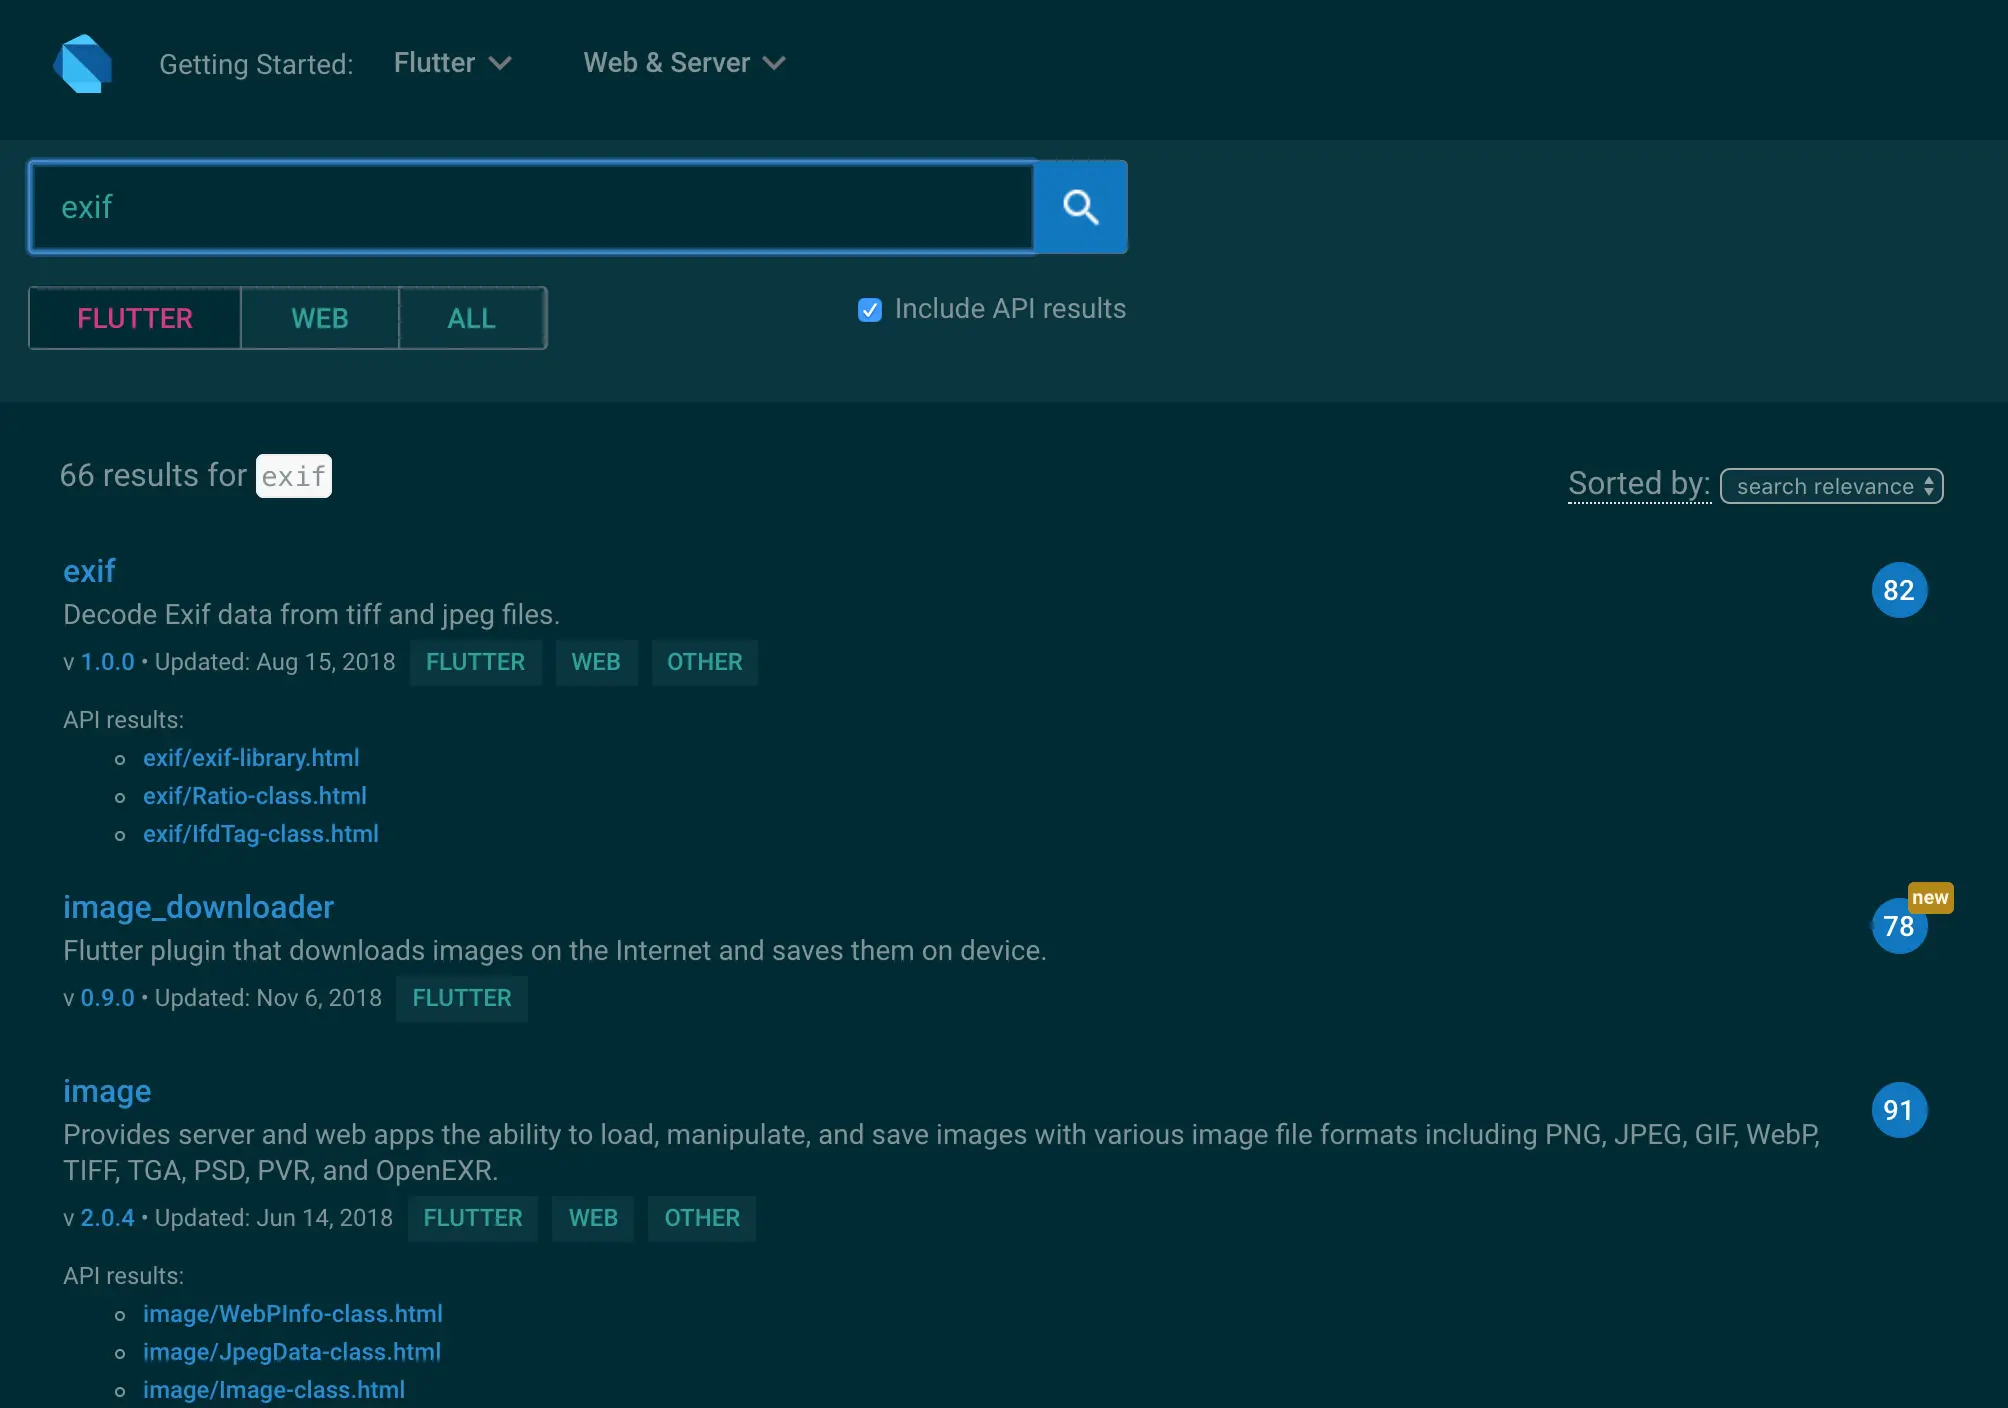 Getting Started: Flutter Web & Server
exif
FLUTTER WEB ALL
Include API results
66 results for exif
Sorted by: search relevance
exif
82
Decode Exif data from tiff and jpeg files.
v 1.0.0 • Updated: Aug 15, 2018 FLUTTER WEB OTHER
API results:
exif/exif-library.html
exif/Ratio-class.html
exif/IfdTag-class.html
image_downloader
new
78
Flutter plugin that downloads images on the Internet and saves them on device.
v 0.9.0 • Updated: Nov 6, 2018 FLUTTER
image
91
Provides server and web apps the ability to load, manipulate, and save images with various image file formats including PNG, JPEG, GIF, WebP,
TIFF, TGA, PSD, PVR, and OpenEXR.
v 2.0.4 • Updated: Jun 14, 2018 FLUTTER WEB OTHER
API results:
image/WebPInfo-class.html
image/JpegData-class.html
image/Image-class.html